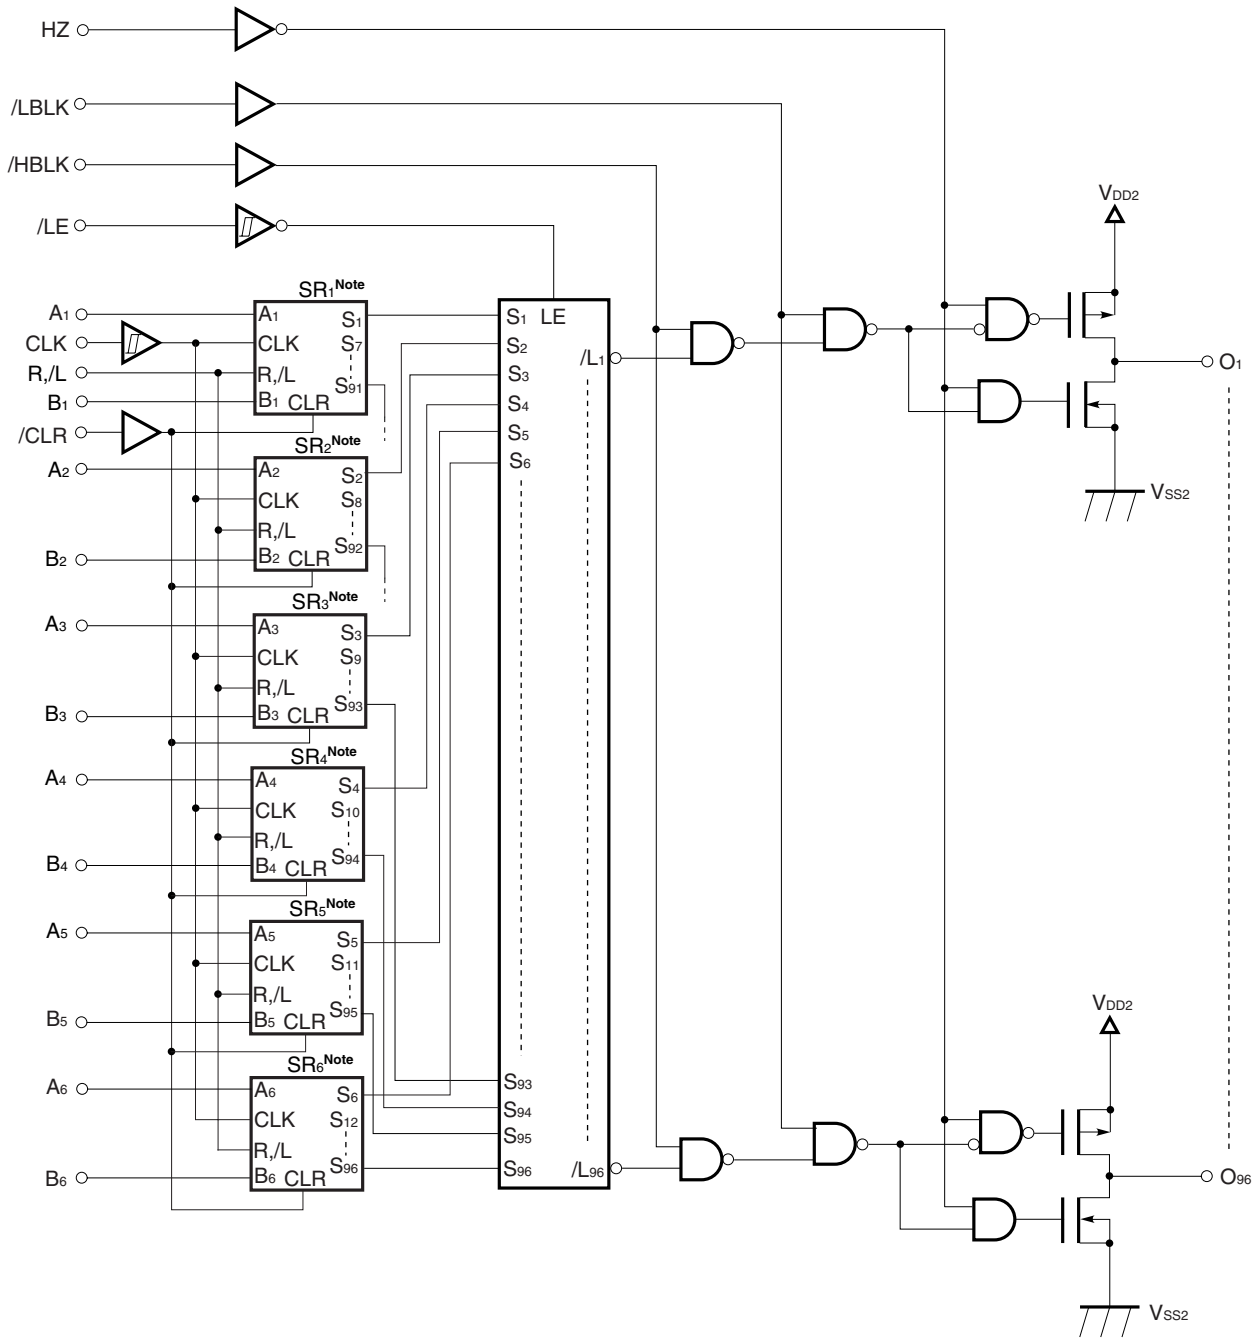 HZ
/LBLK
/HBLK
/LE
VDD2
SR1Note
A1
A1
S1
S1 LE
CLK
CLK
S7
S2
/L1
O1
R,/L
R,/L
S3
S91
B1
B1 CLR
S4
/CLR
S5
SR2Note
S6
A2
A2
S2
CLK
S8
VSS2
R,/L
S92
B2
B2 CLR
SR3Note
A3
A3
S3
CLK
S9
R,/L
S93
B3
B3 CLR
SR4Note
A4
A4
S4
CLK
S10
R,/L
S94
B4
B4 CLR
SR5Note
A5
A5
S5
CLK
S11
R,/L
S95
VDD2
B5
B5 CLR
SR6Note
S93
A6
A6
S6
S94
CLK
S12
S95
R,/L
S96
S96
/L96
B6
B6 CLR
O96
VSS2